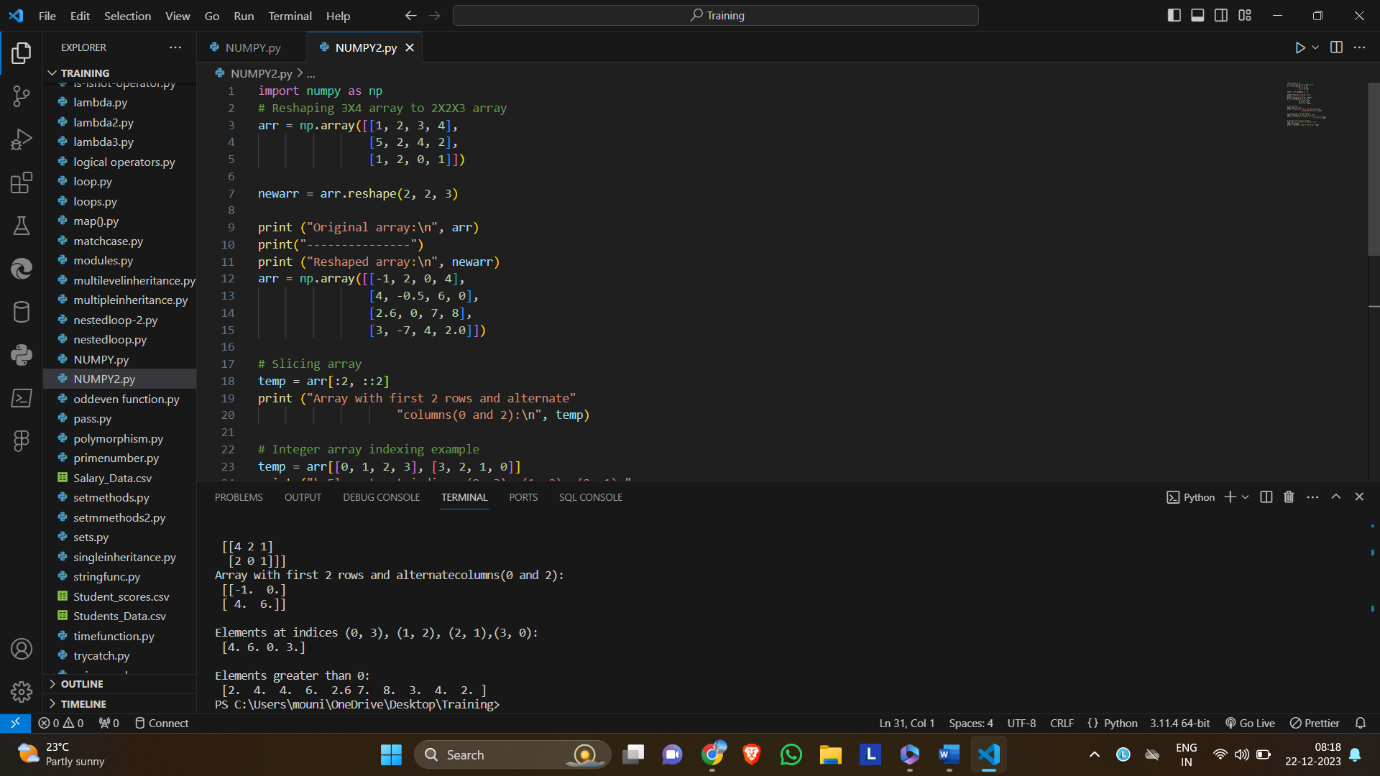 File Edit Selection View Go Run Terminal Help
Training
EXPLORER
NUMPY.py
NUMPY2.py
TRAINING
NUMPY2.py > ...
is-isnot-operator.py
lambda.py
lambda2.py
lambda3.py
logical operators.py
loop.py
loops.py
map().py
matchcase.py
modules.py
multilevelinheritance.py
multipleinheritance.py
nestedloop-2.py
nestedloop.py
NUMPY.py
NUMPY2.py
oddeven function.py
pass.py
polymorphism.py
primenumber.py
Salary_Data.csv
setmethods.py
setmmethods2.py
sets.py
singleinheritance.py
stringfunc.py
Student_scores.csv
Students_Data.csv
timefunction.py
trycatch.py
OUTLINE
TIMELINE
1 import numpy as np
2 # Reshaping 3X4 array to 2X2X3 array
3 arr = np.array([[1, 2, 3, 4],
4 [5, 2, 4, 2],
5 [1, 2, 0, 1]])
6
7 newarr = arr.reshape(2, 2, 3)
8
9 print ("Original array:\n", arr)
10 print("---------------")
11 print ("Reshaped array:\n", newarr)
12 arr = np.array([[-1, 2, 0, 4],
13 [4, -0.5, 6, 0],
14 [2.6, 0, 7, 8],
15 [3, -7, 4, 2.0]])
16
17 # Slicing array
18 temp = arr[:2, ::2]
19 print ("Array with first 2 rows and alternate"
20 "columns(0 and 2):\n", temp)
21
22 # Integer array indexing example
23 temp = arr[[0, 1, 2, 3], [3, 2, 1, 0]]
PROBLEMS OUTPUT DEBUG CONSOLE TERMINAL PORTS SQL CONSOLE
Python
[[4 2 1]
[2 0 1]]]
Array with first 2 rows and alternatecolumns(0 and 2):
[[-1. 0.]
[ 4. 6.]]
Elements at indices (0, 3), (1, 2), (2, 1),(3, 0):
[4. 6. 0. 3.]
Elements greater than 0:
[2. 4. 4. 6. 2.6 7. 8. 3. 4. 2. ]
PS C:\Users\mouni\OneDrive\Desktop\Training>
0 0 0 Connect
Ln 31, Col 1 Spaces: 4 UTF-8 CRLF {} Python 3.11.4 64-bit Go Live Prettier
23°C
Partly sunny
Search
L
ENG
IN
08:18
22-12-2023